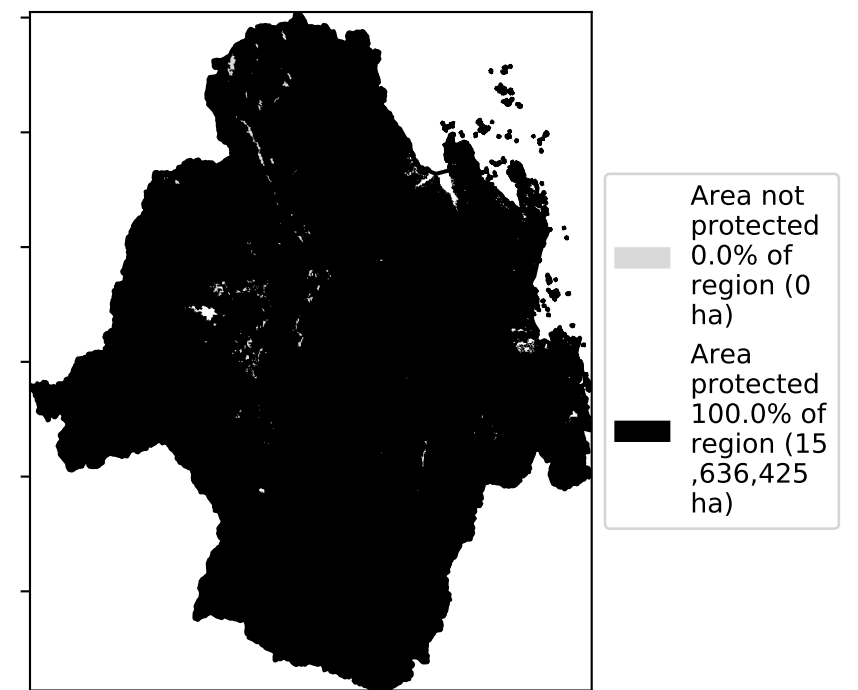 Area not
protected
0.0% of
region (0
ha)
Area
protected
100.0% of
region (15
,636,425
ha)